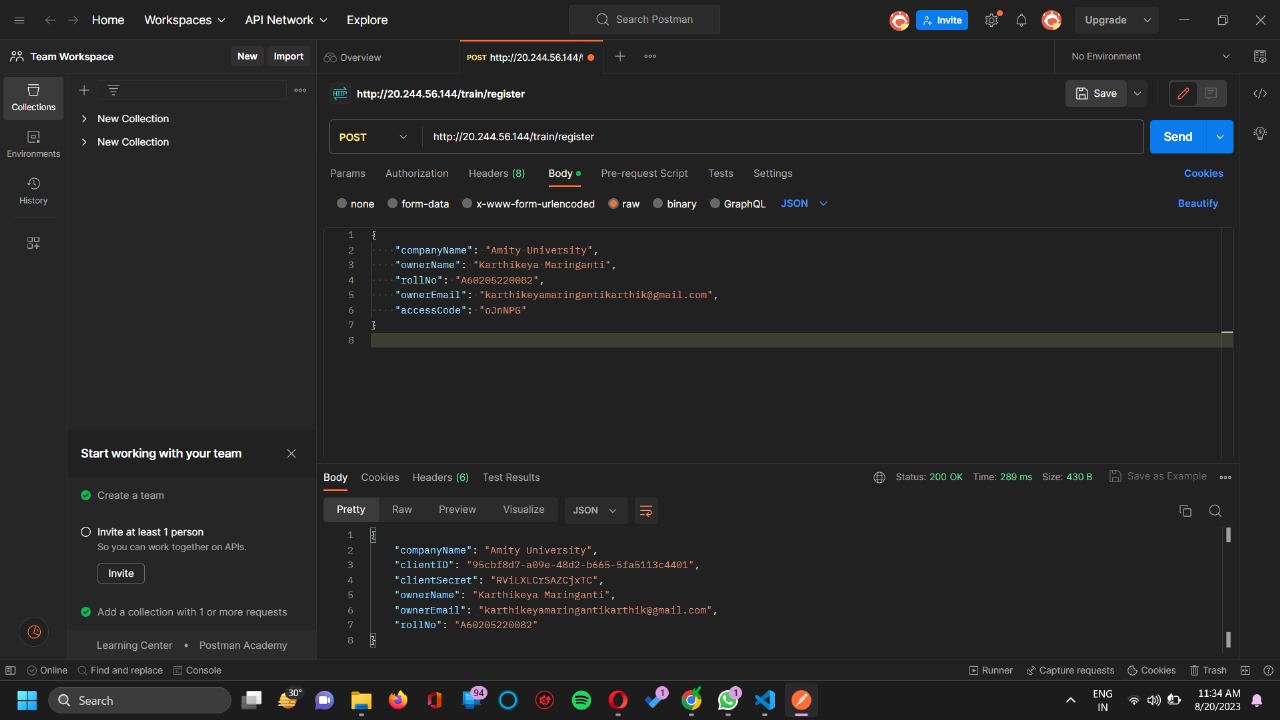 Home
Workspaces
API Network
Explore
Search Postman
Invite
Upgrade
Team Workspace
New
Import
Overview
POST http://20.244.56.144/t
No Environment
Collections
Environments
History
New Collection
New Collection
http://20.244.56.144/train/register
Save
POST
http://20.244.56.144/train/register
Send
Params
Authorization
Headers (8)
Body
Pre-request Script
Tests
Settings
Cookies
none
form-data
x-www-form-urlencoded
raw
binary
GraphQL
JSON
Beautify
1 {
2 "companyName": "Amity University",
3 "ownerName": "Karthikeya Maringanti",
4 "rollNo": "A60205220082",
5 "ownerEmail": "karthikeyamaringantikarthik@gmail.com",
6 "accessCode": "oJnNPG"
7 }
8
Start working with your team
Create a team
Invite at least 1 person
So you can work together on APIs.
Invite
Add a collection with 1 or more requests
Learning Center • Postman Academy
Body
Cookies
Headers (6)
Test Results
Status: 200 OK
Time: 289 ms
Size: 430 B
Save as Example
Pretty
Raw
Preview
Visualize
JSON
1 {
2 "companyName": "Amity University",
3 "clientID": "95cbf8d7-a09e-48d2-b665-5fa5113c4401",
4 "clientSecret": "RViLXLCrSAZCjxTC",
5 "ownerName": "Karthikeya Maringanti",
6 "ownerEmail": "karthikeyamaringantikarthik@gmail.com",
7 "rollNo": "A60205220082"
8 }
Online
Find and replace
Console
Runner
Capture requests
Cookies
Trash
Search
30°
94
1
1
ENG
IN
11:34 AM
8/20/2023